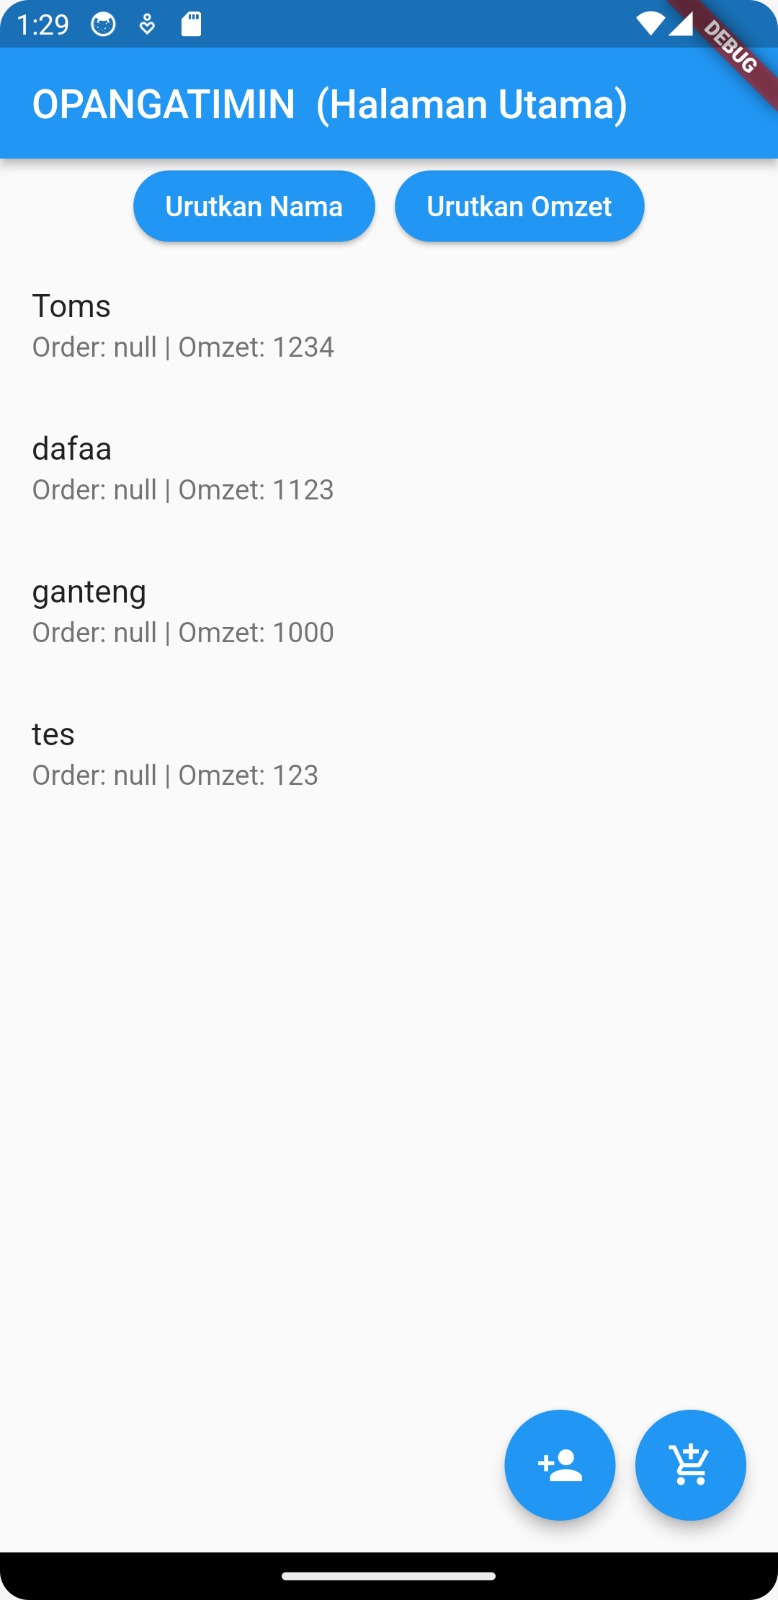 1:29
DEBUG
OPANGATIMIN (Halaman Utama)
Urutkan Nama
Urutkan Omzet
Toms
Order: null | Omzet: 1234
dafaa
Order: null | Omzet: 1123
ganteng
Order: null | Omzet: 1000
tes
Order: null | Omzet: 123